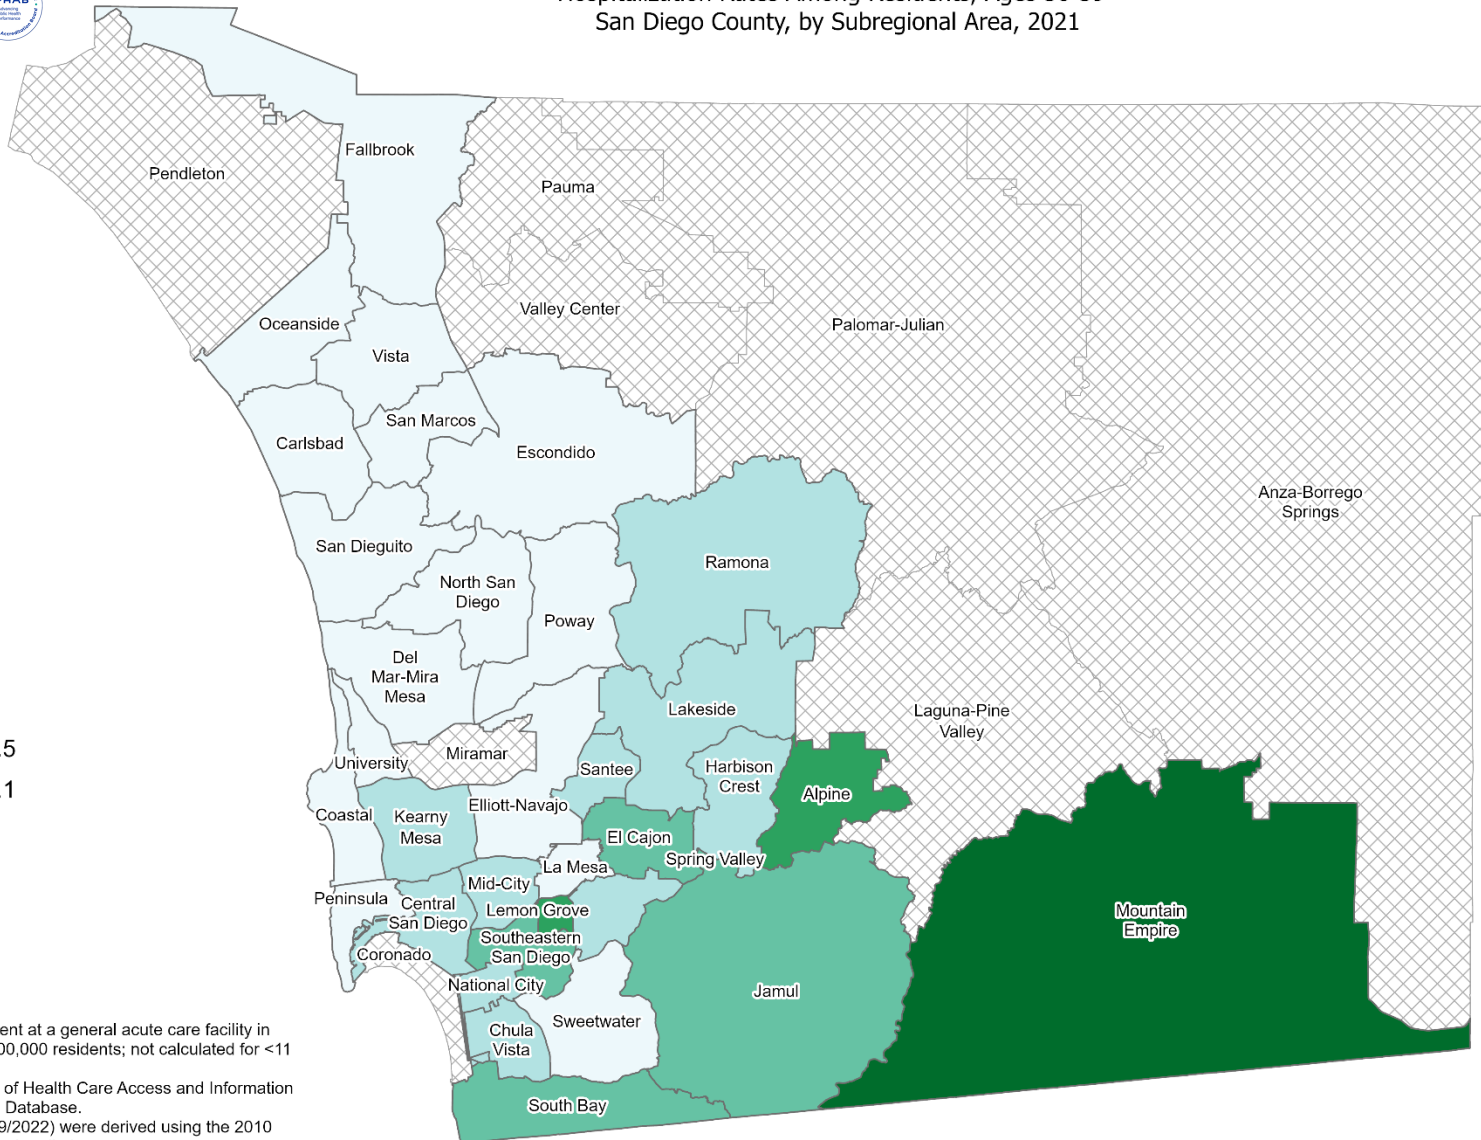 San Diego County, by Subregional Area, 2021
Fallbrook
Pendleton
Pauma
Valley Center
Oceanside
Palomar-Julian
Vista
San Marcos
Carlsbad
Escondido
Anza-Borrego
Springs
San Dieguito
Ramona
North San
Diego
Poway
Del
Mar-Mira
Mesa
Lakeside
Laguna-Pine
Valley
.5
Miramar
University
Santee
Harbison
Crest
.1
Alpine
Elliott-Navajo
Coastal
Kearny
Mesa
El Cajon
Spring Valley
La Mesa
Mid-City
Peninsula
Central
San Diego
Lemon Grove
Mountain
Empire
Southeastern
San Diego
Coronado
National City
Jamul
Sweetwater
Chula
Vista
South Bay
ent at a general acute care facility in
00,000 residents; not calculated for <11
of Health Care Access and Information
Database.
9/2022) were derived using the 2010